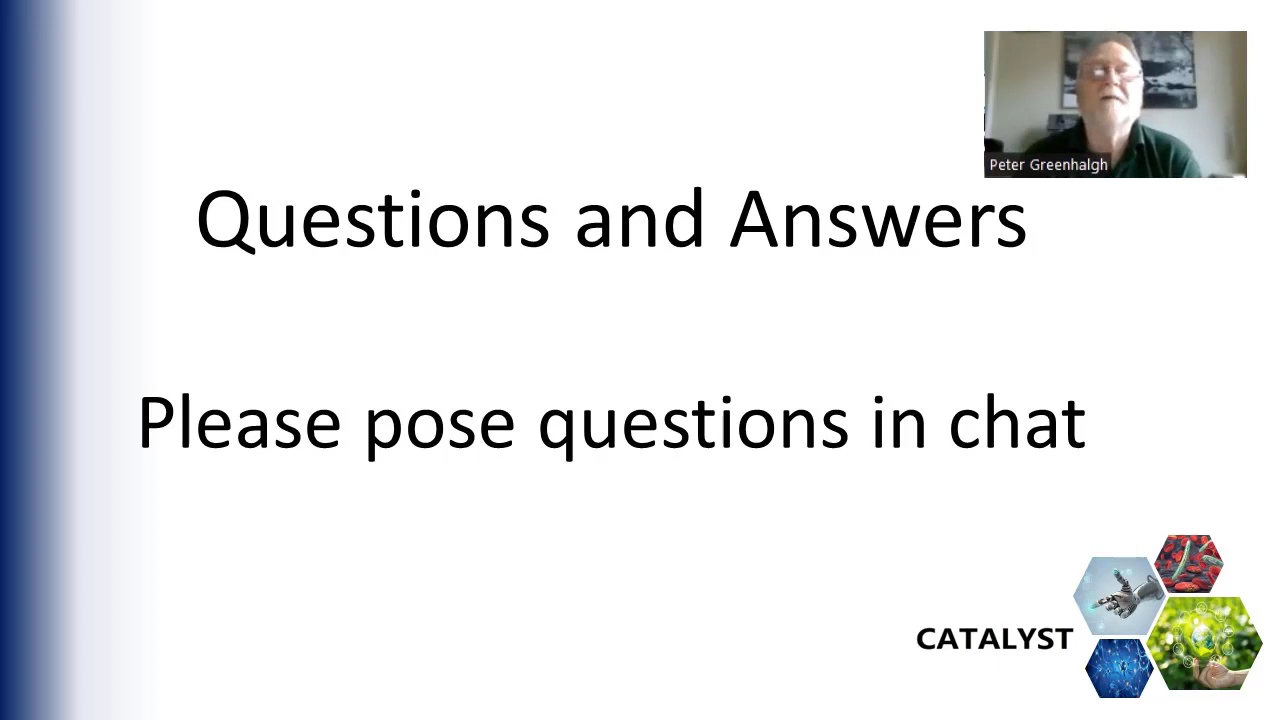 Peter Greenhalgh
Questions and Answers
Please pose questions in chat
CATALYST